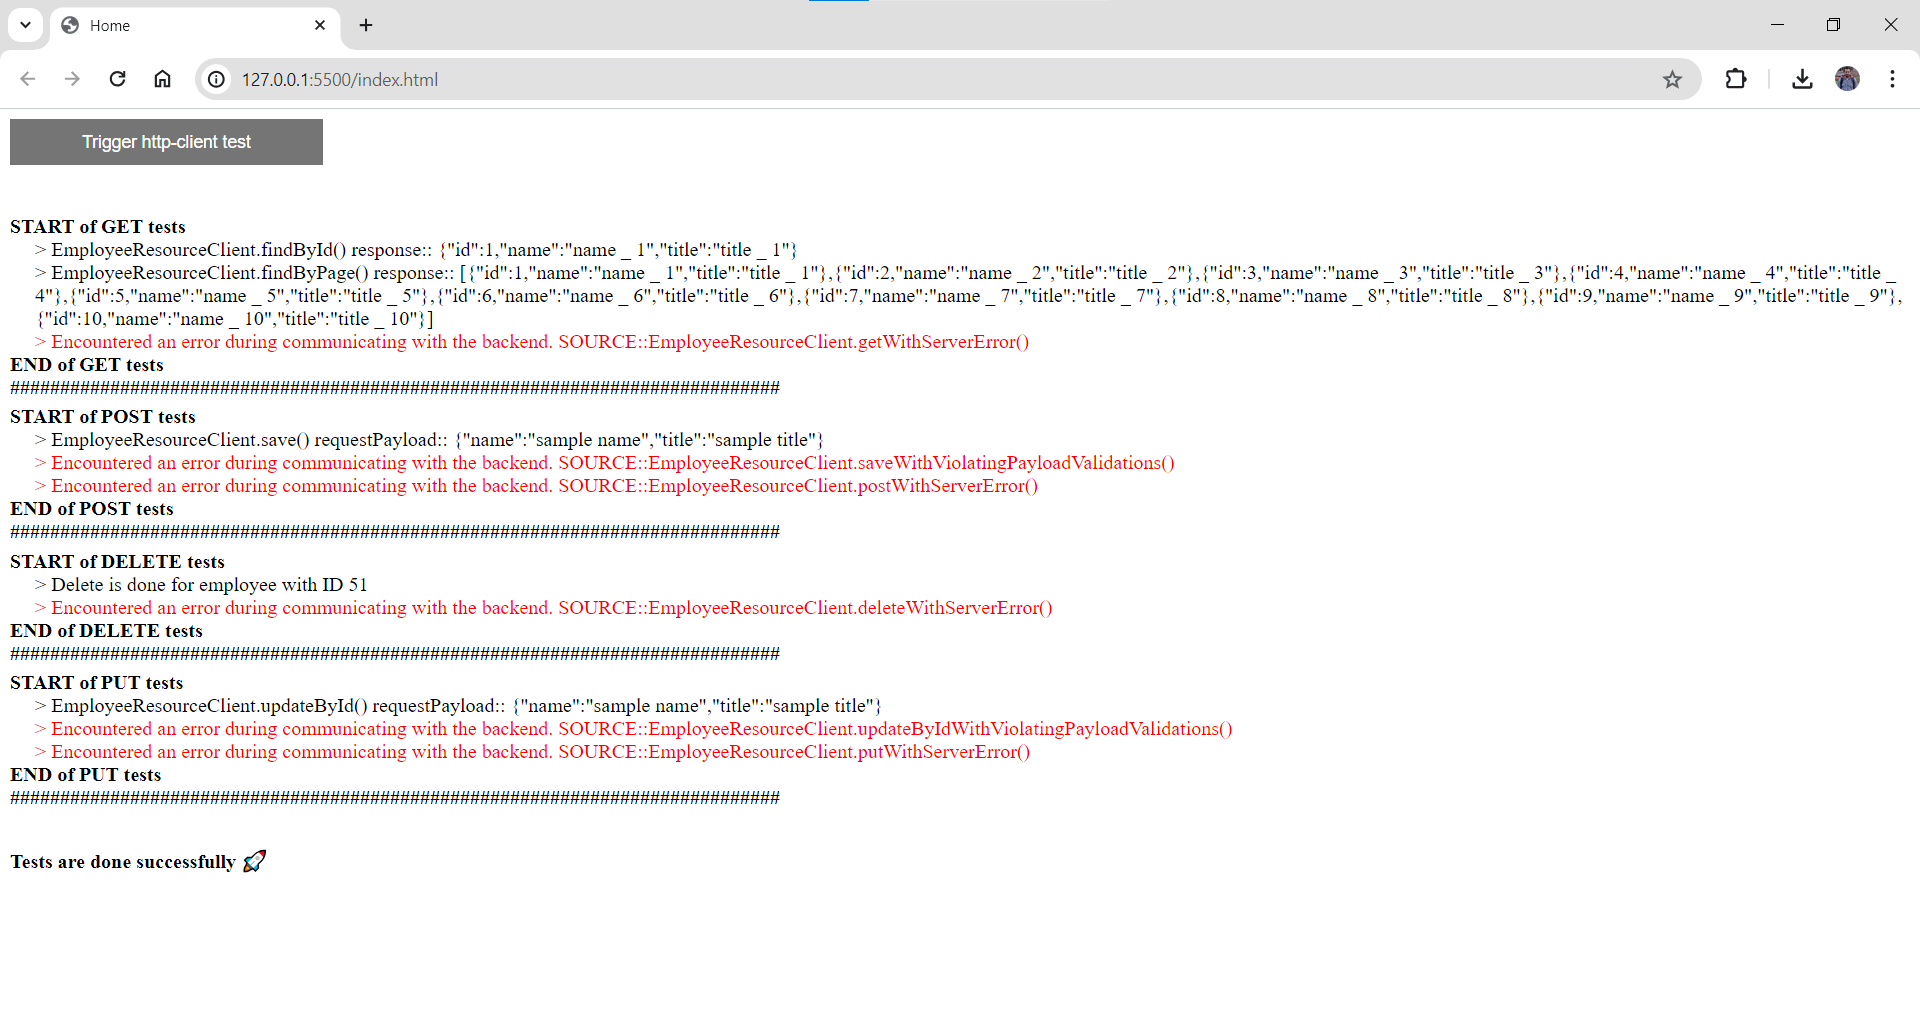 Home
127.0.0.1:5500/index.html
Trigger http-client test
START of GET tests
> EmployeeResourceClient.findById() response:: {"id":1,"name":"name _ 1","title":"title _ 1"}
> EmployeeResourceClient.findByPage() response:: [{"id":1,"name":"name _ 1","title":"title _ 1"},{"id":2,"name":"name _ 2","title":"title _ 2"},{"id":3,"name":"name _ 3","title":"title _ 3"},{"id":4,"name":"name _ 4","title":"title _
4"},{"id":5,"name":"name _ 5","title":"title _ 5"},{"id":6,"name":"name _ 6","title":"title _ 6"},{"id":7,"name":"name _ 7","title":"title _ 7"},{"id":8,"name":"name _ 8","title":"title _ 8"},{"id":9,"name":"name _ 9","title":"title _ 9"},
{"id":10,"name":"name _ 10","title":"title _ 10"}]
> Encountered an error during communicating with the backend. SOURCE::EmployeeResourceClient.getWithServerError()
END of GET tests
#############################################################################
START of POST tests
> EmployeeResourceClient.save() requestPayload:: {"name":"sample name","title":"sample title"}
> Encountered an error during communicating with the backend. SOURCE::EmployeeResourceClient.saveWithViolatingPayloadValidations()
> Encountered an error during communicating with the backend. SOURCE::EmployeeResourceClient.postWithServerError()
END of POST tests
#############################################################################
START of DELETE tests
> Delete is done for employee with ID 51
> Encountered an error during communicating with the backend. SOURCE::EmployeeResourceClient.deleteWithServerError()
END of DELETE tests
#############################################################################
START of PUT tests
> EmployeeResourceClient.updateById() requestPayload:: {"name":"sample name","title":"sample title"}
> Encountered an error during communicating with the backend. SOURCE::EmployeeResourceClient.updateByIdWithViolatingPayloadValidations()
> Encountered an error during communicating with the backend. SOURCE::EmployeeResourceClient.putWithServerError()
END of PUT tests
#############################################################################
Tests are done successfully 🚀